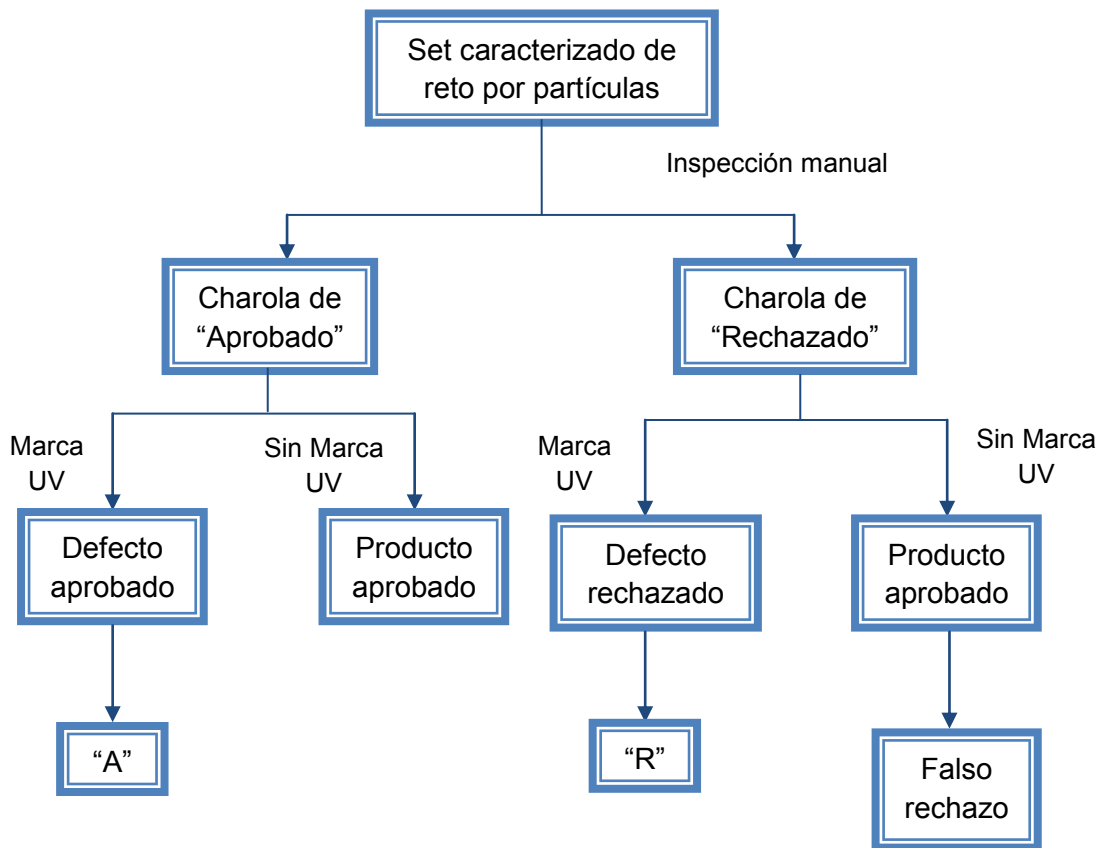 Set caracterizado de
reto por partículas
Inspección manual
Charola de
“Aprobado”
Charola de
“Rechazado”
Marca
UV
Sin Marca
UV
Marca
UV
Sin Marca
UV
Defecto
aprobado
Producto
aprobado
Defecto
rechazado
Producto
aprobado
“A”
“R”
Falso
rechazo